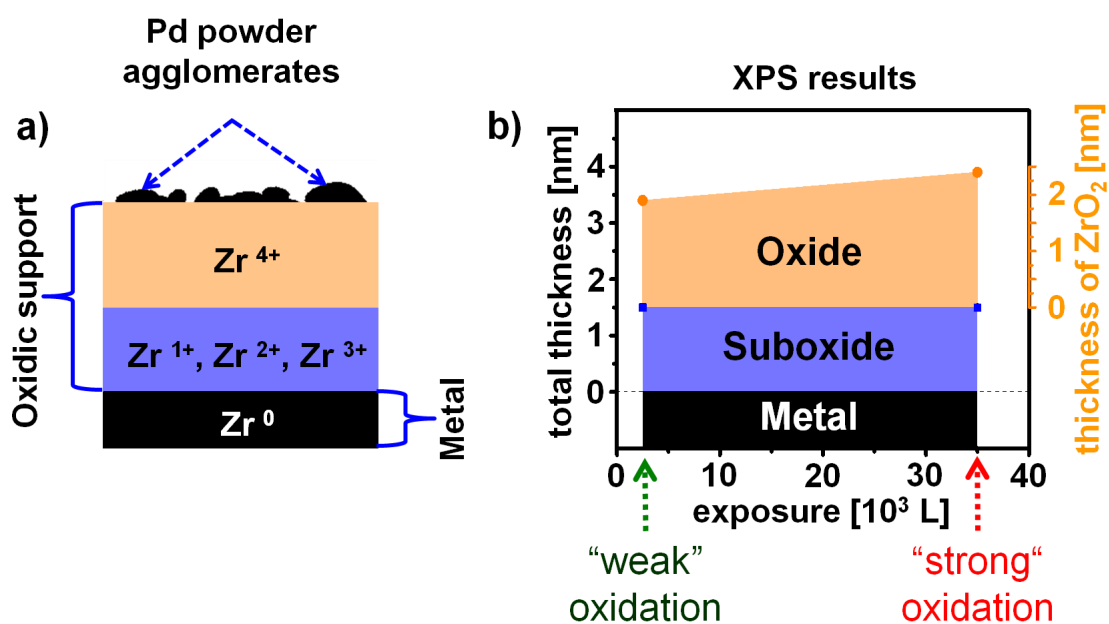 Pd powder
agglomerates
a)
Oxidic support
Zr 4+
Zr 1+, Zr 2+, Zr 3+
Zr 0
Metal
XPS results
b)
total thickness [nm]
4
3
2
1
0
thickness of ZrO2 [nm]
2
1
0
Oxide
Suboxide
Metal
0 10 20 30 40
exposure [10³ L]
“weak”
oxidation
“strong“
oxidation